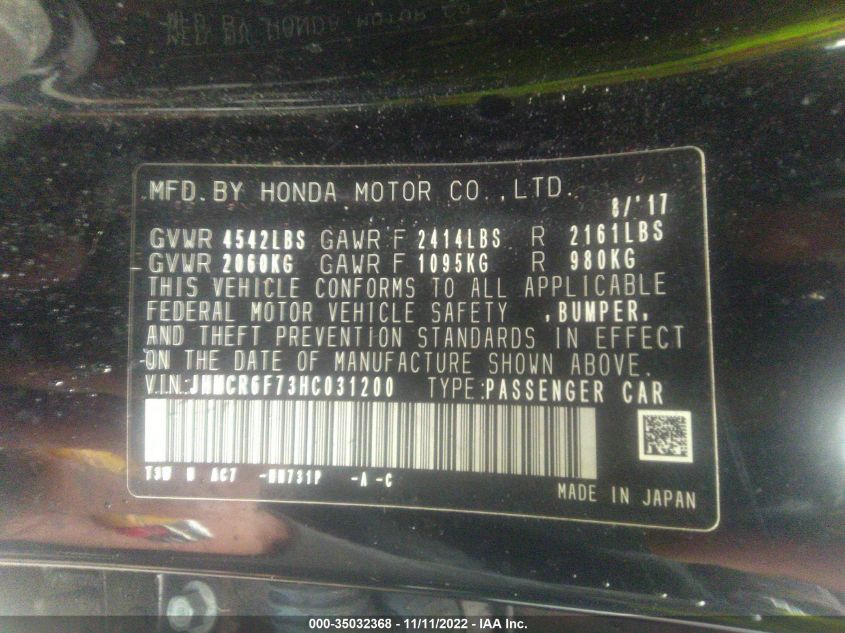 MFD. BY HONDA MOTOR CO., LTD.
8/'17
GVWR 4542LBS GAWR F 2414LBS R 2161LBS
GVWR 2060KG GAWR F 1095KG R 980KG
THIS VEHICLE CONFORMS TO ALL APPLICABLE
FEDERAL MOTOR VEHICLE SAFETY ,BUMPER,
AND THEFT PREVENTION STANDARDS IN EFFECT
ON THE DATE OF MANUFACTURE SHOWN ABOVE.
V.I.N:JHMCR6F73HC031200 TYPE:PASSENGER CAR
AC7 -A -C
MADE IN JAPAN
000-35032368 - 11/11/2022 - IAA Inc.